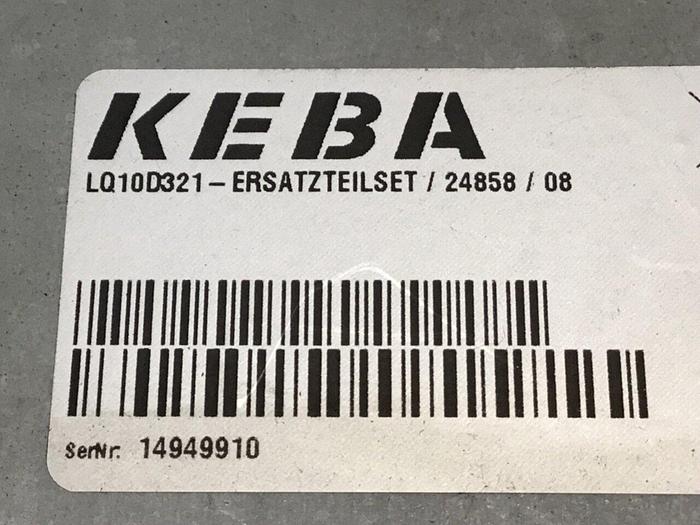 KEBA
LQ10D321-ERSATZTEILSET / 24858 / 08
SerNr. 14949910